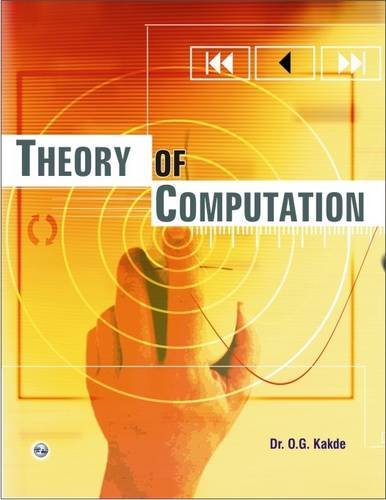 THEORY OF
COMPUTATION
Dr. O.G. Kakde